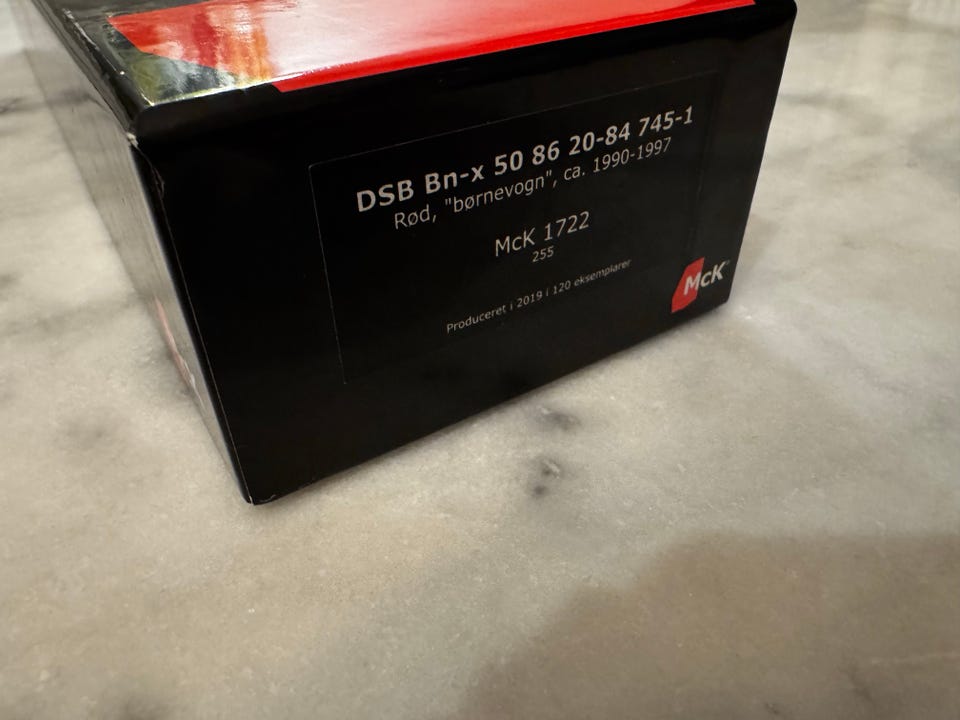 DSB Bn-x 50 86 20-84 745-1
Rød, "børnevogn", ca. 1990-1997
McK 1722
255
Produceret i 2019 i 120 eksemplarer
McK